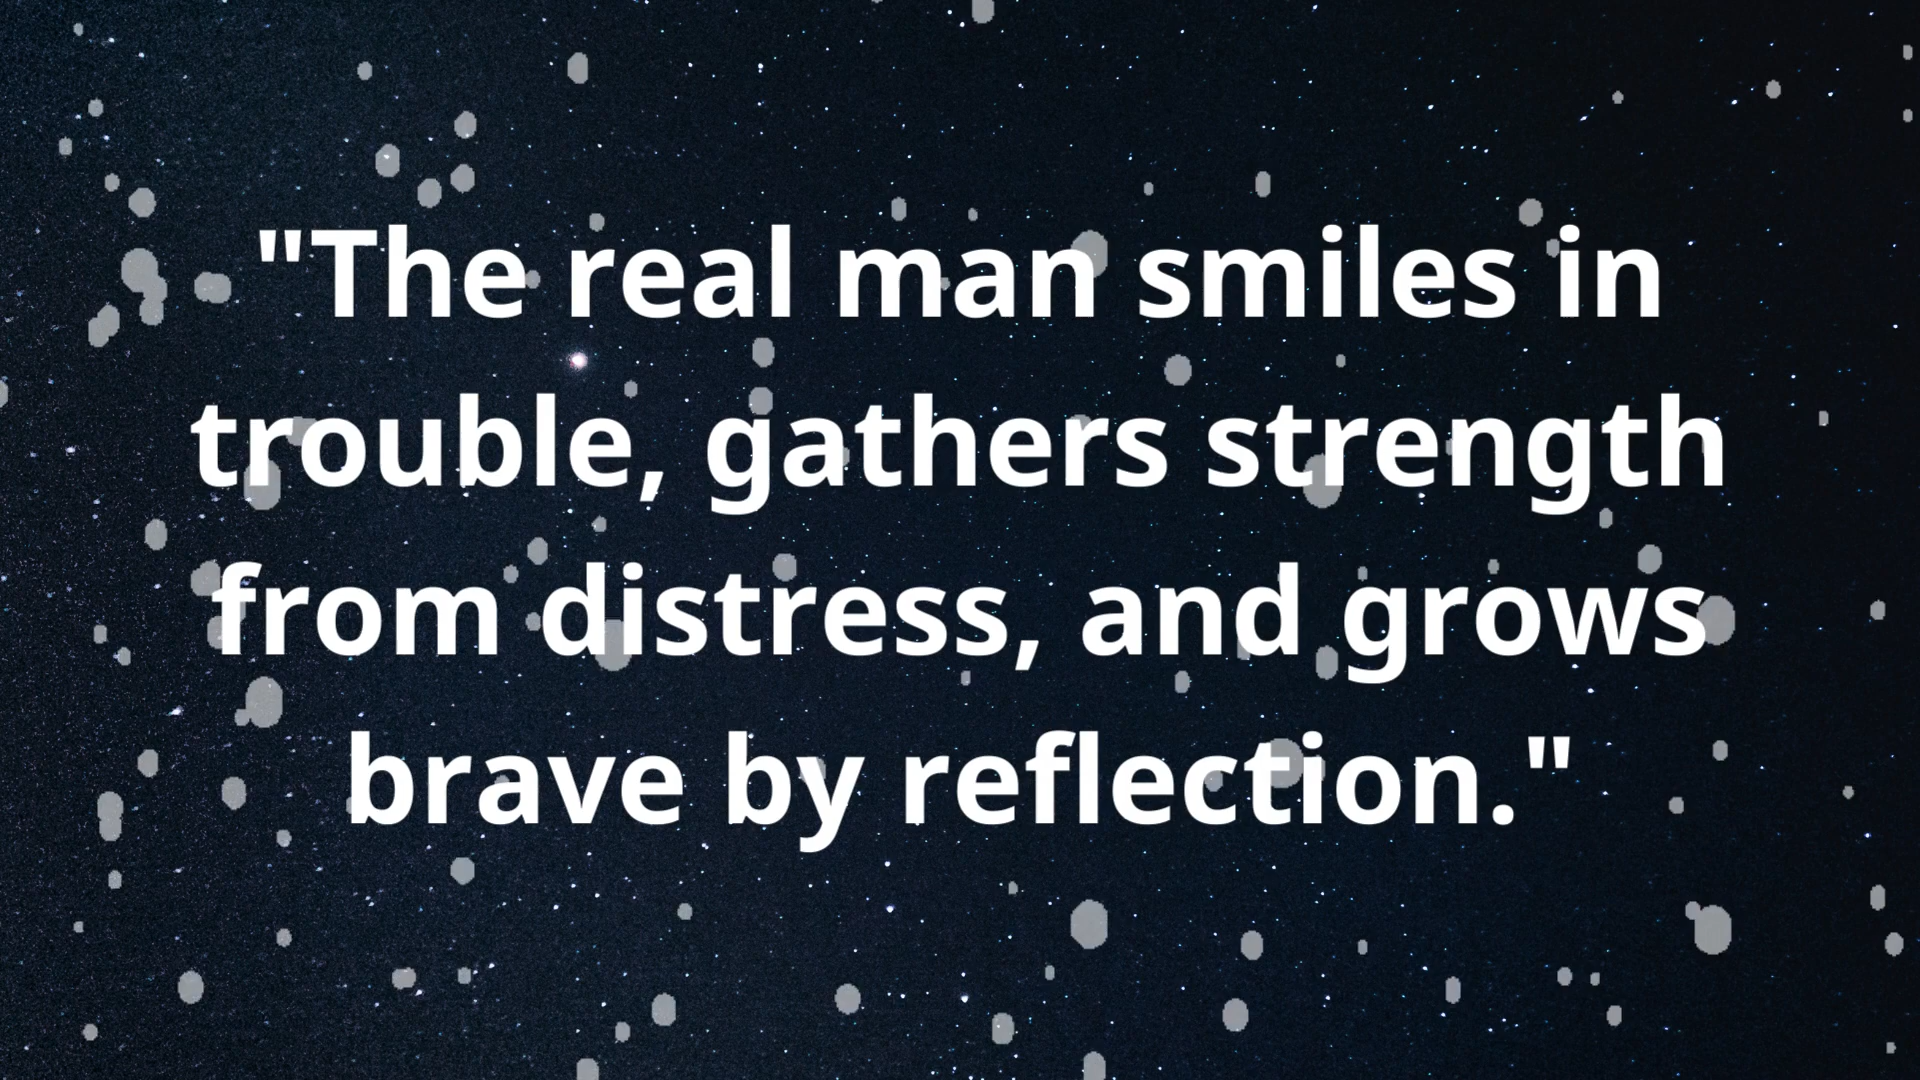 "The real man smiles in
trouble, gathers strength
from distress, and grows
brave by reflection."